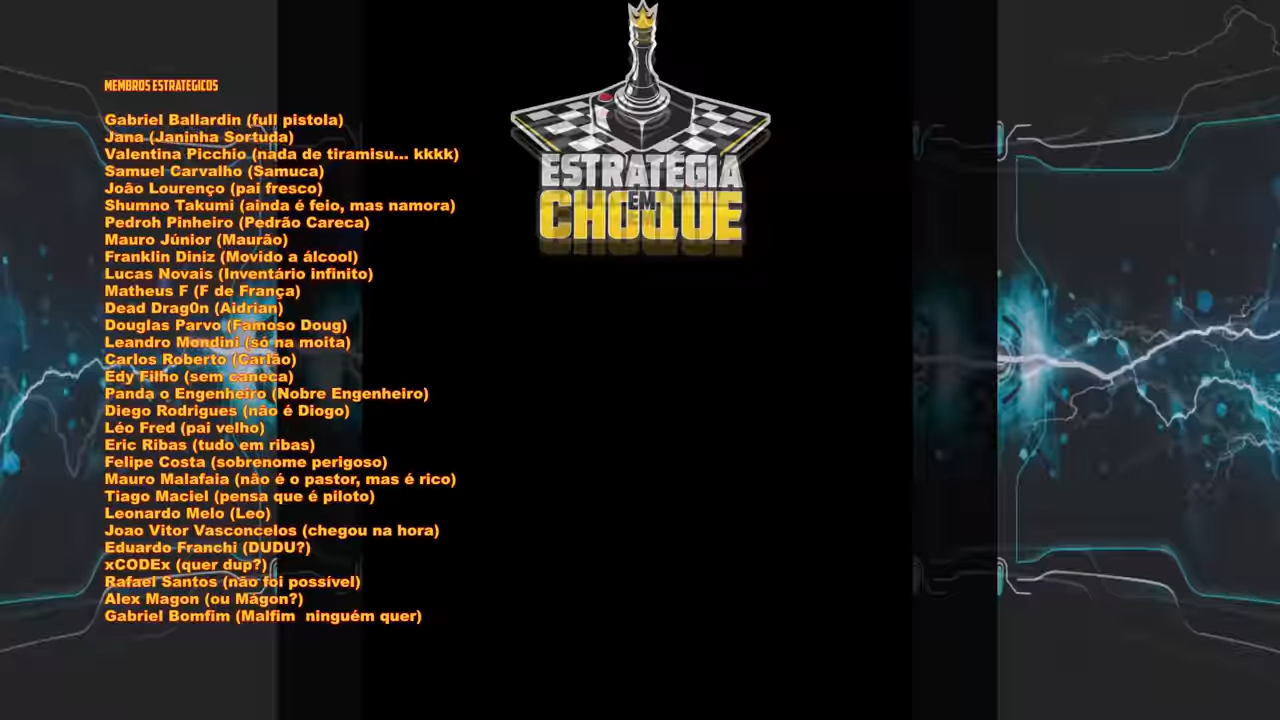 MEMBROS ESTRATEGICOS
Gabriel Ballardin (full pistola)
Jana (Janinha Sortuda)
Valentina Picchio (nada de tiramisu... kkkk)
Samuel Carvalho (Samuca)
João Lourenço (pai fresco)
Shumno Takumi (ainda é feio, mas namora)
Pedroh Pinheiro (Pedrão Careca)
Mauro Júnior (Maurão)
Franklin Diniz (Movido a álcool)
Lucas Novais (Inventário infinito)
Matheus F (F de França)
Dead Drag0n (Aidrian)
Douglas Parvo (Famoso Doug)
Leandro Mondini (só na moita)
Carlos Roberto (Carlão)
Edy Filho (sem caneca)
Panda o Engenheiro (Nobre Engenheiro)
Diego Rodrigues (não é Diogo)
Léo Fred (pai velho)
Eric Ribas (tudo em ribas)
Felipe Costa (sobrenome perigoso)
Mauro Malafaia (não é o pastor, mas é rico)
Tiago Maciel (pensa que é piloto)
Leonardo Melo (Leo)
Joao Vitor Vasconcelos (chegou na hora)
Eduardo Franchi (DUDU?)
xCODEx (quer dup?)
Rafael Santos (não foi possível)
Alex Magon (ou Mágon?)
Gabriel Bomfim (Malfim  ninguém quer)
ESTRATÉGIA
EM
CHOQUE